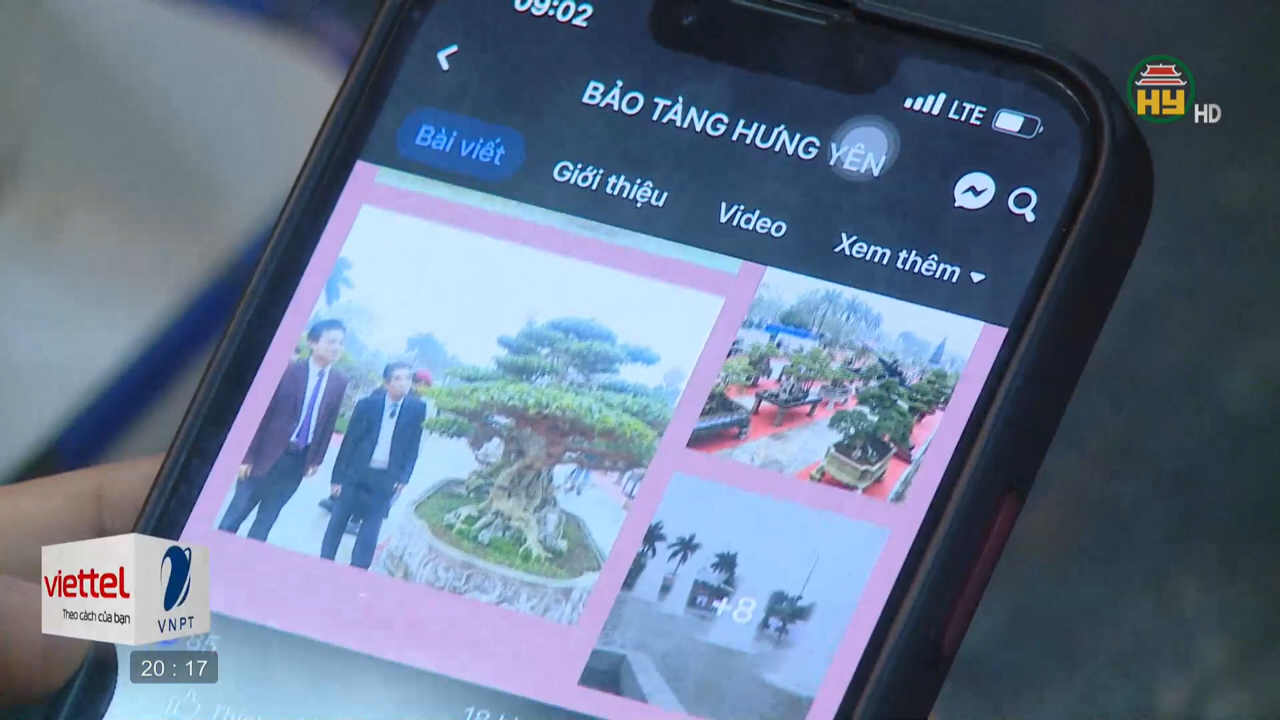 09:02
LTE
HY HD
BẢO TÀNG HƯNG YÊN
Bài viết
Giới thiệu
Video
Xem thêm
+8
viettel
Theo cách của bạn
VNPT
20 : 17